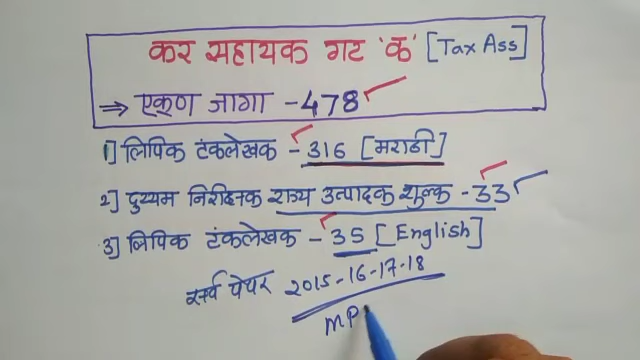 कर सहायक गट 'क' [Tax Ass]
⇒ एकूण जागा - 478
1] लिपिक टंकलेखक - 316 [मराठी]
2] दुय्यम निरीक्षक राज्य उत्पादक शुल्क - 33
3] लिपिक टंकलेखक - 35 [English]
सर्व पेपर 2015-16-17-18
MP